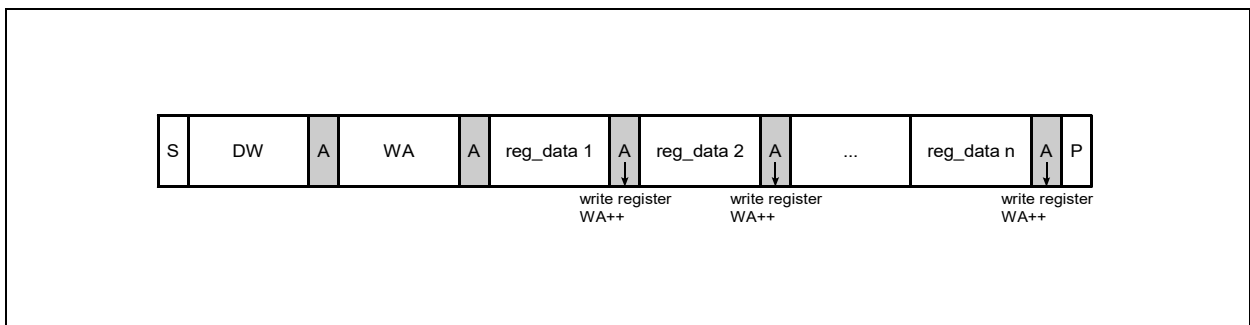 S DW A WA A reg_data 1 A reg_data 2 A ... reg_data n A P
write register write register write register
WA++ WA++ WA++